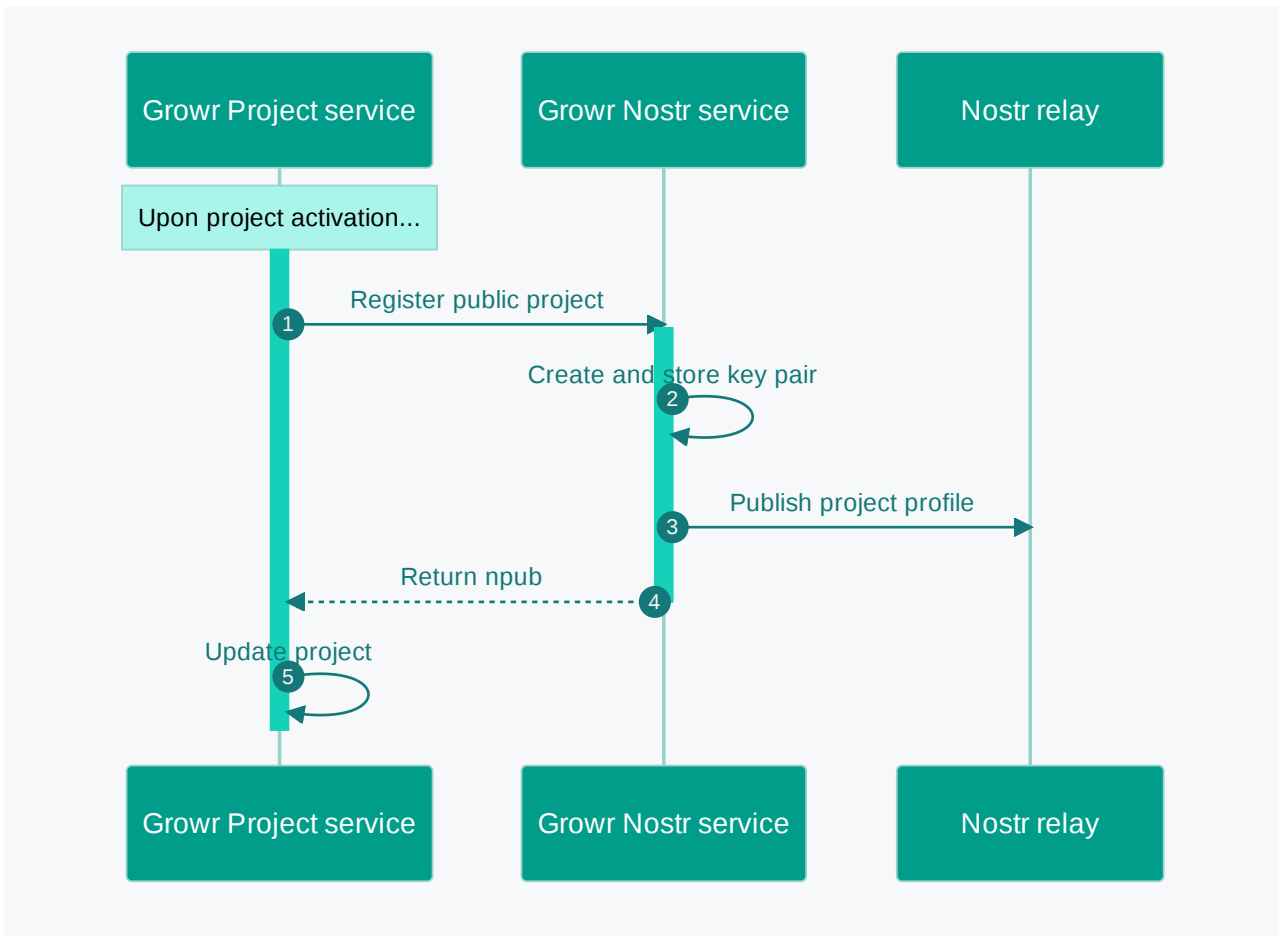 Growr Project service
Growr Nostr service
Nostr relay
Upon project activation...
Register public project
1
Create and store key pair
2
Publish project profile
3
Return npub
4
Update project
5
Growr Project service
Growr Nostr service
Nostr relay